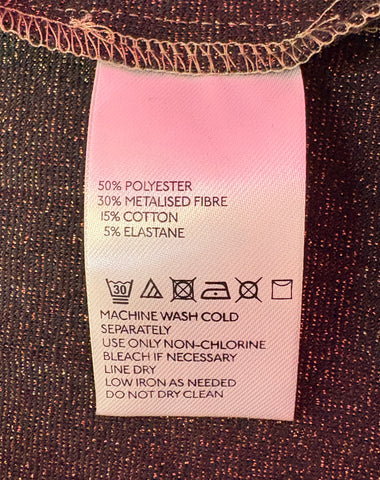 50% POLYESTER
30% METALISED FIBRE
15% COTTON
5% ELASTANE
30
MACHINE WASH COLD
SEPARATELY
USE ONLY NON-CHLORINE
BLEACH IF NECESSARY
LINE DRY
LOW IRON AS NEEDED
DO NOT DRY CLEAN